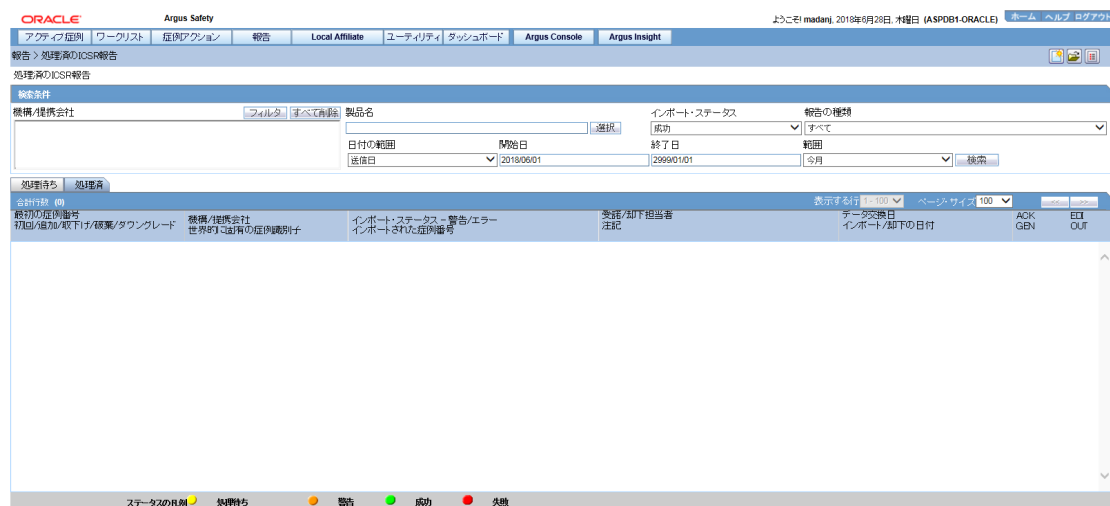 ORACLE Argus Safety ようこそ! madanj, 2018年6月28日, 木曜日 (ASPDB1-ORACLE) ホーム ヘルプ ログアウト
アクティブ症例 ワークリスト 症例アクション 報告 Local Affiliate ユーティリティ ダッシュボード Argus Console Argus Insight
報告 > 処理済のICSR報告
処理済のICSR報告
検索条件
機構/提携会社 フィルタ すべて削除 製品名 インポート・ステータス 報告の種類
選択 成功 すべて
日付の範囲 開始日 終了日 範囲
送信日 2018/06/01 2999/01/01 今月 検索
処理待ち 処理済
合計行数 (0) 表示する行 1 - 100 ページ・サイズ 100 << >>
最初の症例番号 機構/提携会社 インポート・ステータス - 警告/エラー 受諾/却下担当者 データ交換日 ACK EDI
初回/追加/取下げ/破棄/ダウングレード 世界的に固有の症例識別子 インポートされた症例番号 注記 インポート/却下の日付 GEN OUT
ステータスの凡例 処理待ち 警告 成功 失敗